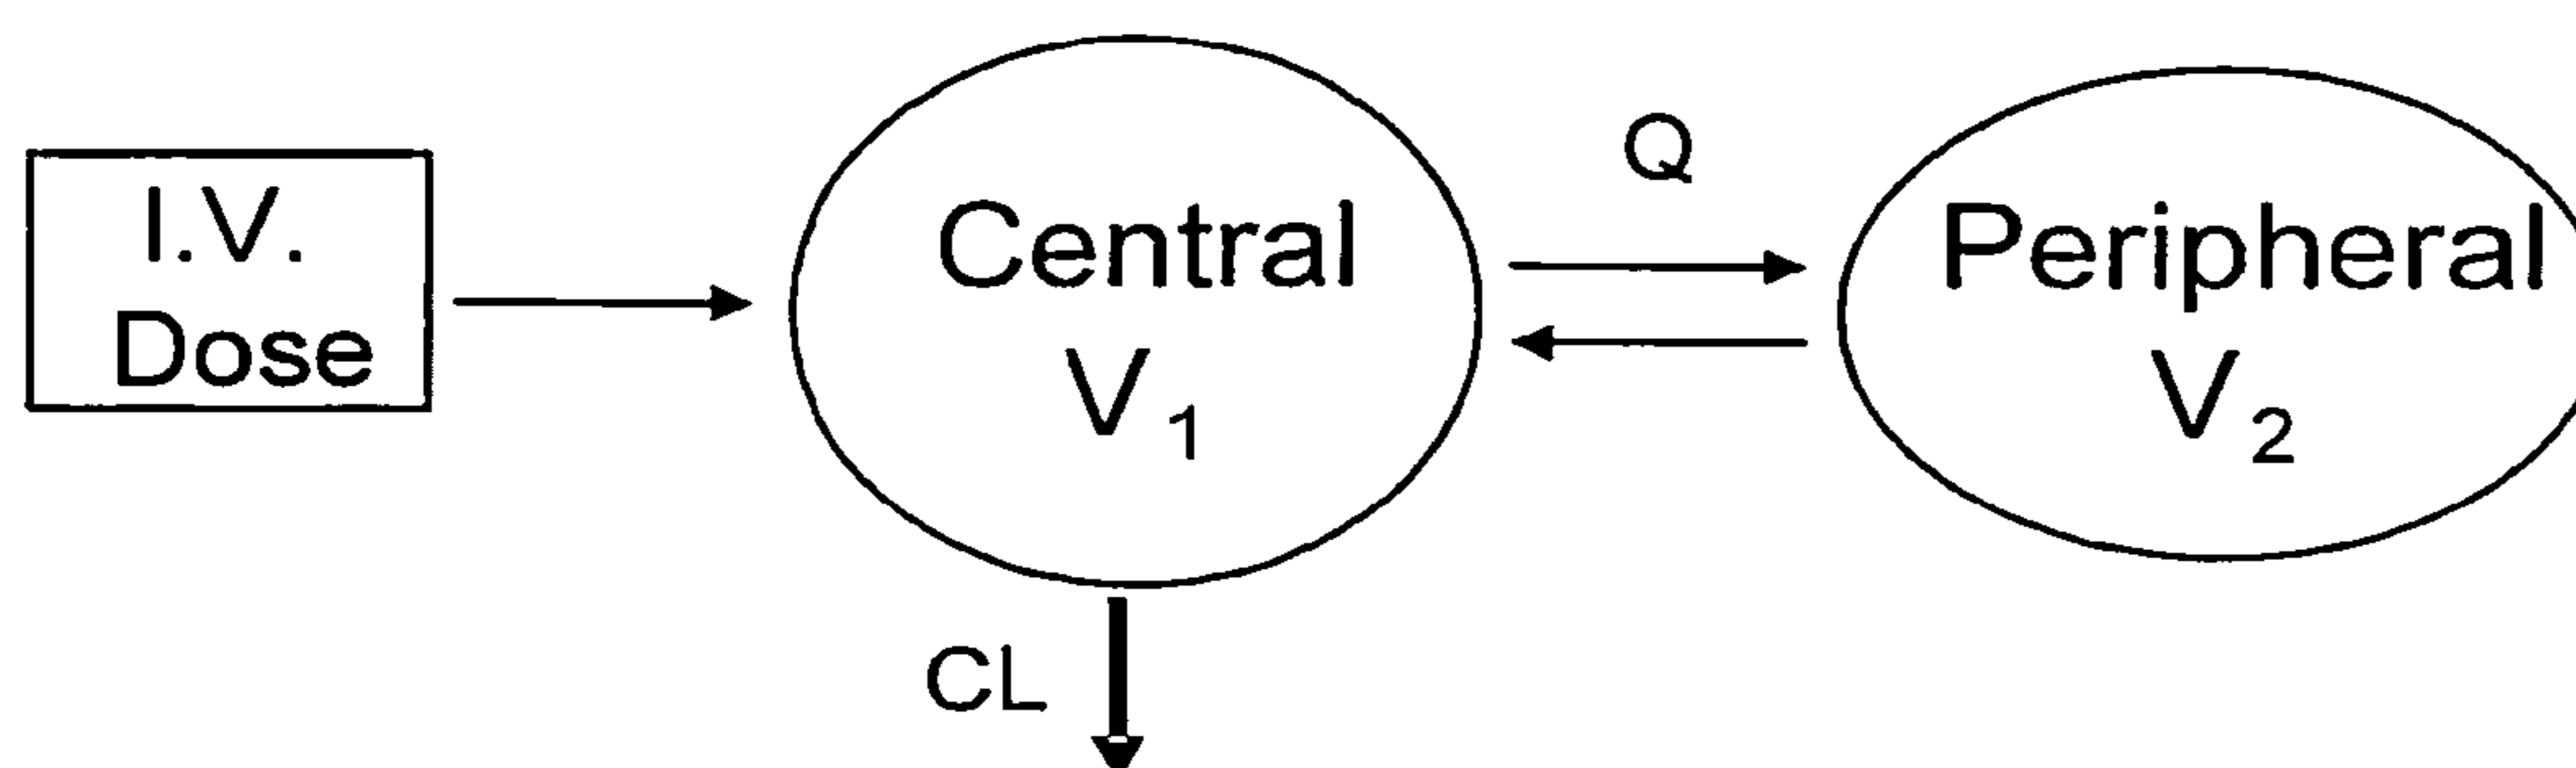 I.V.
Dose
Central
V1
Q
Peripheral
V2
CL